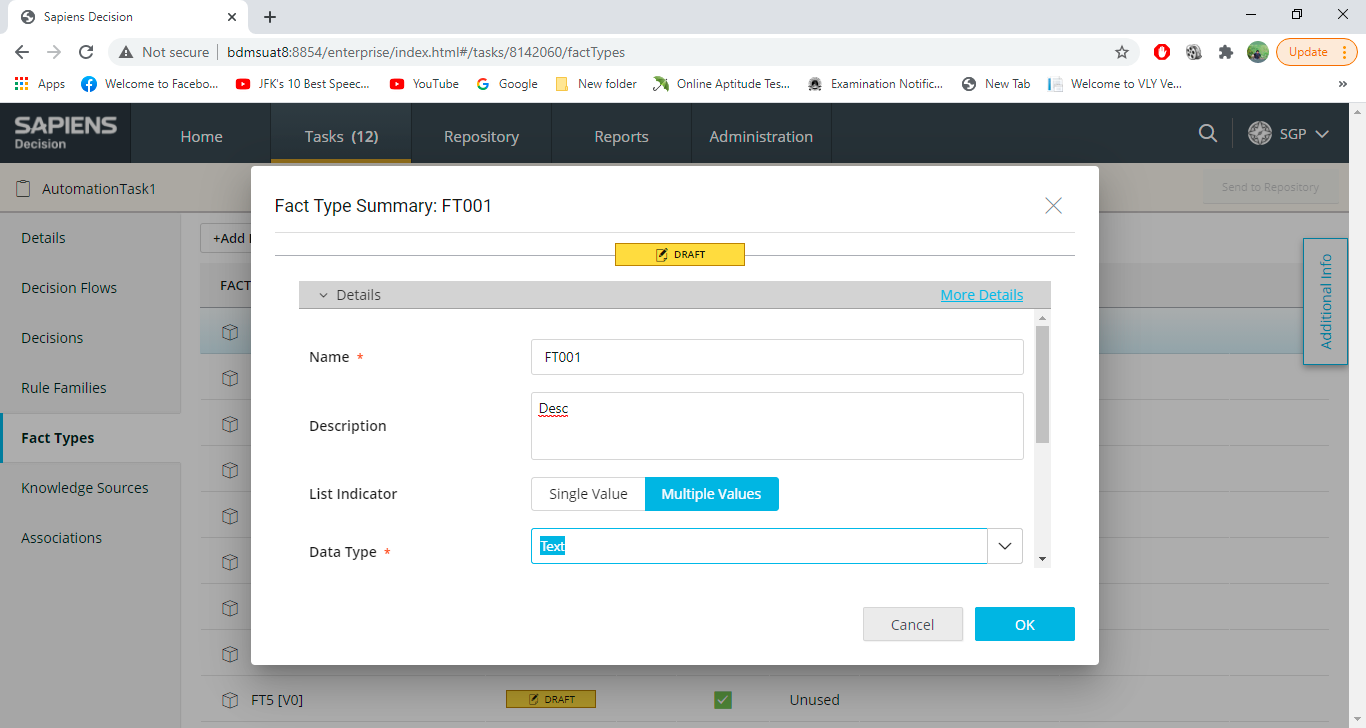 Sapiens Decision
Not secure
bdmsuat8:8854/enterprise/index.html#/tasks/8142060/factTypes
Update
Apps
Welcome to Facebo...
JFK's 10 Best Speec...
YouTube
Google
New folder
Online Aptitude Tes...
Examination Notific...
New Tab
Welcome to VLY Ve...
»
SAPIENS
Decision
Home
Tasks (12)
Repository
Reports
Administration
SGP
AutomationTask1
Send to Repository
Details
Decision Flows
Decisions
Rule Families
Fact Types
Knowledge Sources
Associations
+Add
FACT
Additional Info
Fact Type Summary: FT001
DRAFT
Details
More Details
Name *
FT001
Description
Desc
List Indicator
Single Value
Multiple Values
Data Type *
Text
Cancel
OK
FT5 [V0]
DRAFT
Unused